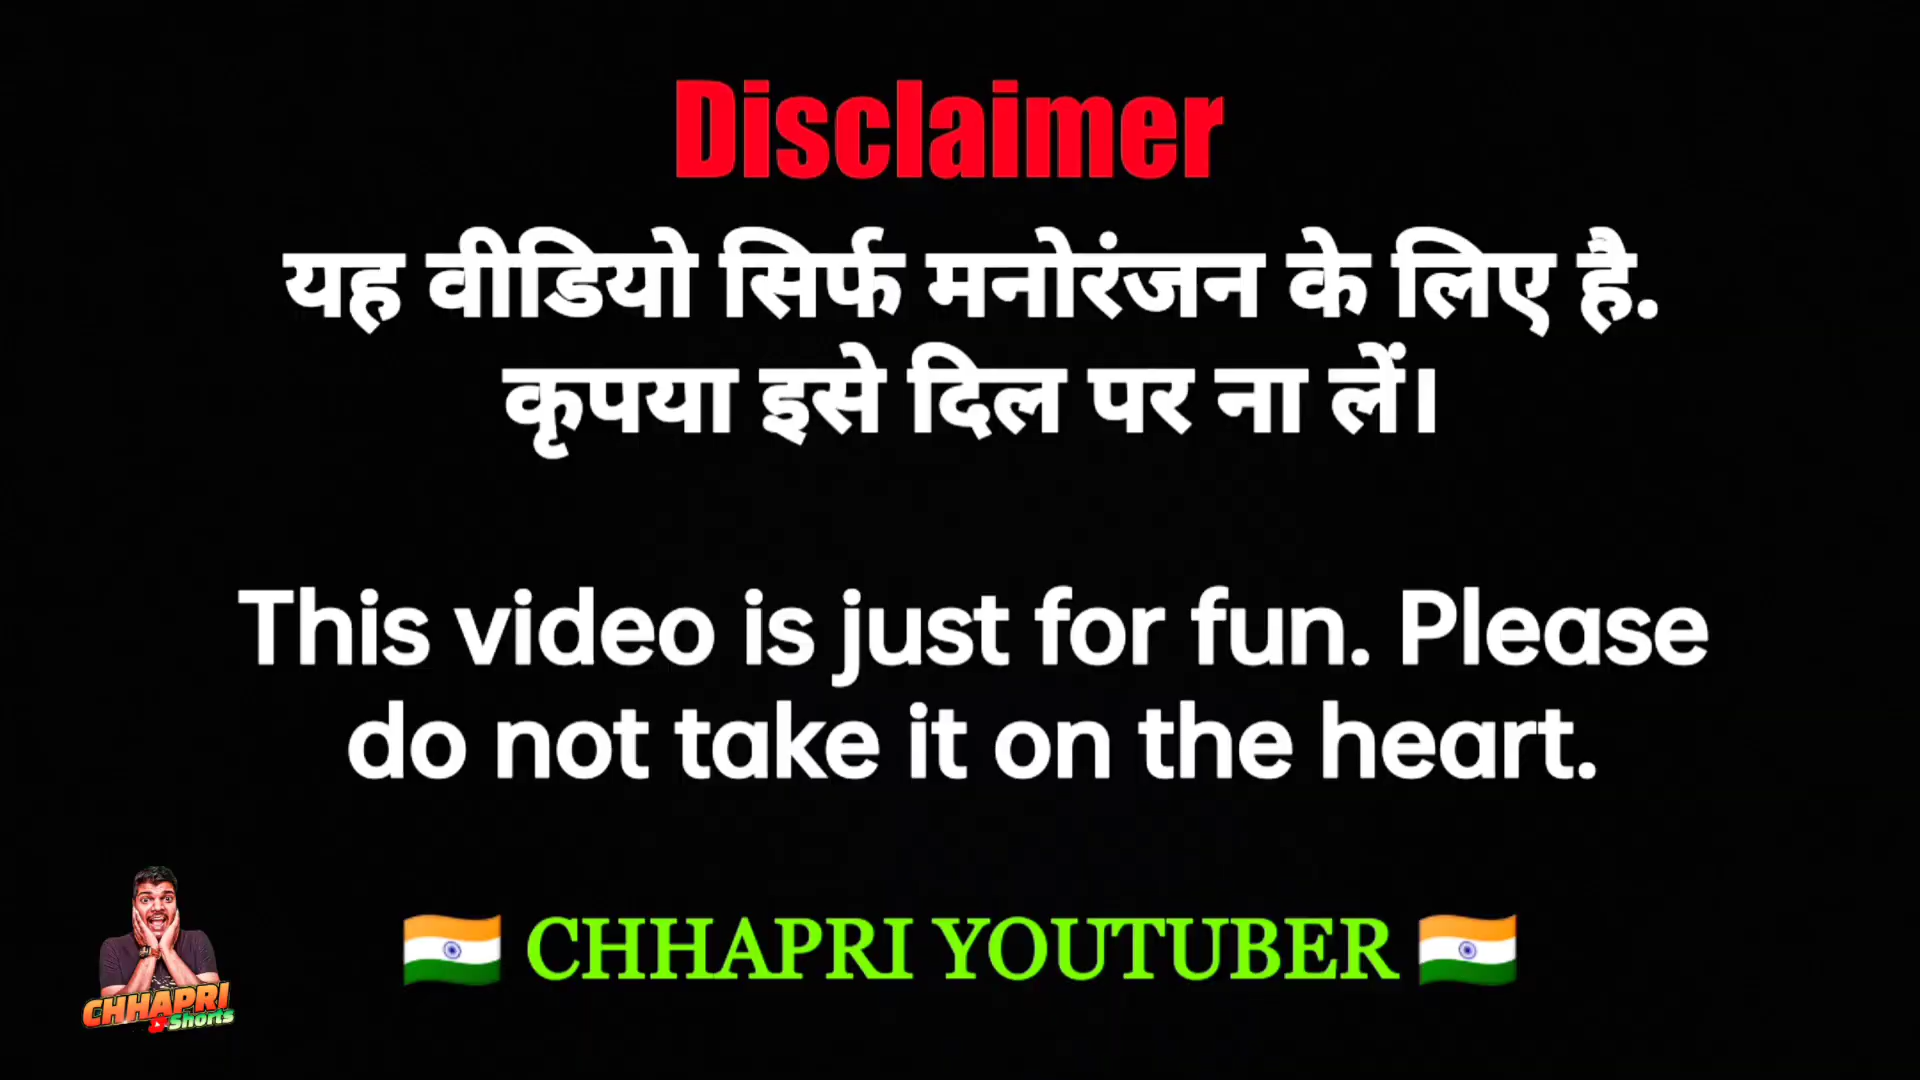 Disclaimer
यह वीडियो सिर्फ मनोरंजन के लिए है.
कृपया इसे दिल पर ना लें।
This video is just for fun. Please
do not take it on the heart.
🇮🇳 CHHAPRI YOUTUBER 🇮🇳
CHHAPRI
Shorts